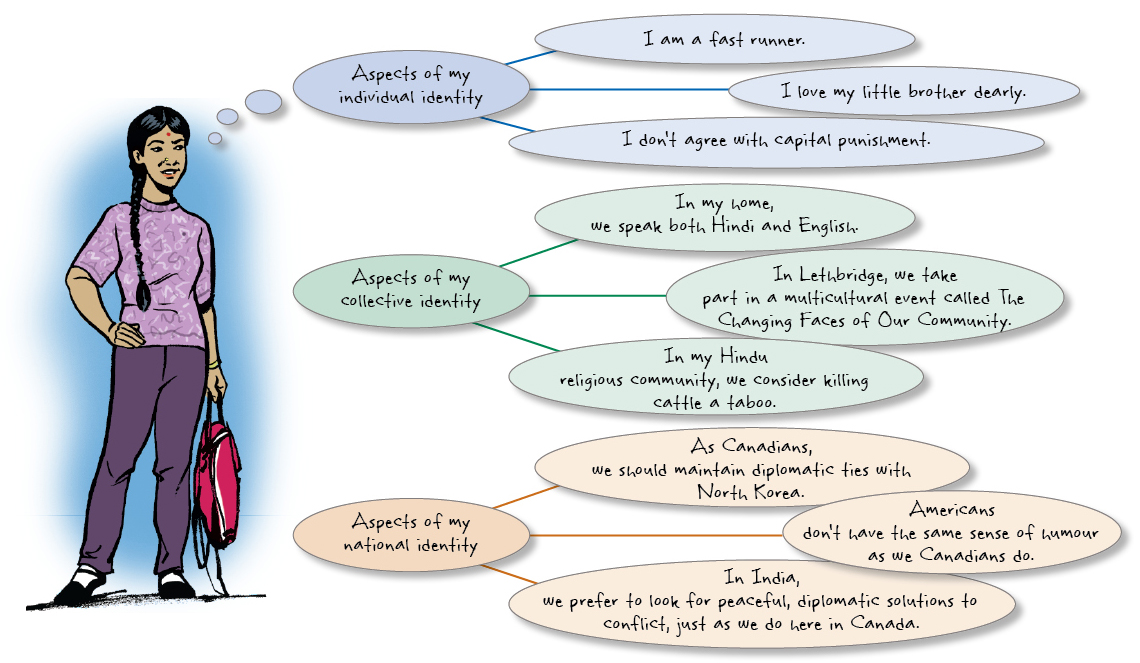 Aspects of my
individual identity
I am a fast runner.
I love my little brother dearly.
I don't agree with capital punishment.
Aspects of my
collective identity
In my home,
we speak both Hindi and English.
In Lethbridge, we take
part in a multicultural event called The
Changing Faces of Our Community.
In my Hindu
religious community, we consider killing
cattle a taboo.
Aspects of my
national identity
As Canadians,
we should maintain diplomatic ties with
North Korea.
Americans
don't have the same sense of humour
as we Canadians do.
In India,
we prefer to look for peaceful, diplomatic solutions to
conflict, just as we do here in Canada.